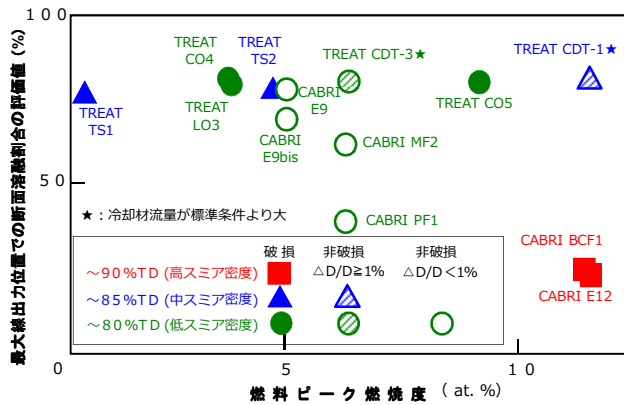 最大線出力位置での断面溶融割合の評価値 (%)
100
50
0
TREAT
CO4
TREAT
TS2
TREAT CDT-3★
TREAT CDT-1★
TREAT
TS1
TREAT
LO3
CABRI
E9
CABRI
E9bis
TREAT CO5
CABRI MF2
CABRI PF1
★：冷却材流量が標準条件より大
CABRI BCF1
CABRI E12
破 損
非破損
△D/D≧1%
非破損
△D/D＜1%
～90%TD (高スミア密度)
～85%TD (中スミア密度)
～80%TD (低スミア密度)
0
5
10
燃料ピーク燃焼度 ( at. %)